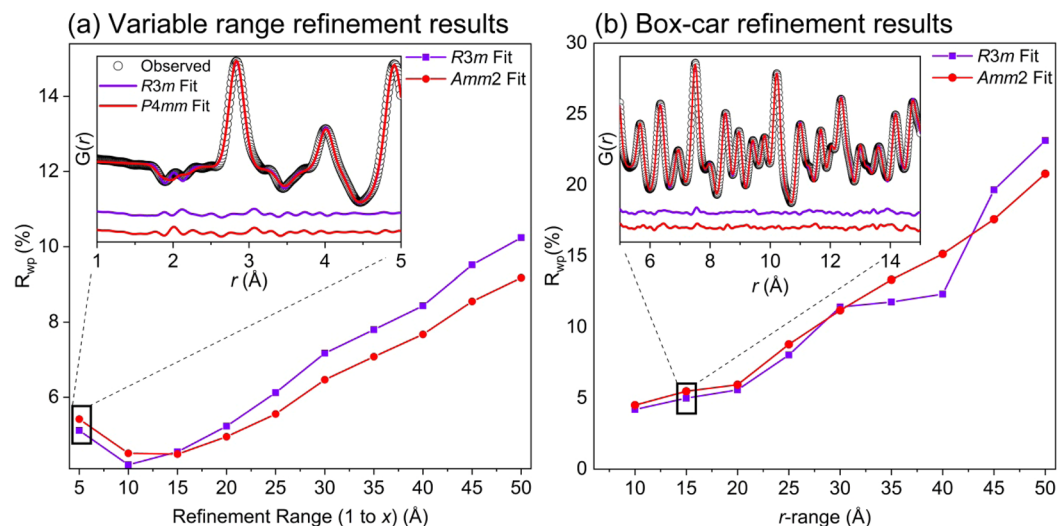 (a) Variable range refinement results
R3m Fit
Amm2 Fit
Observed
R3m Fit
P4mm Fit
G(r)
1 2 3 4 5
r (Å)
14
12
10
8
6
Rwp (%)
5 10 15 20 25 30 35 40 45 50
Refinement Range (1 to x) (Å)
(b) Box-car refinement results
R3m Fit
Amm2 Fit
G(r)
6 8 10 12 14
r (Å)
30
25
20
15
10
5
0
Rwp(%)
10 15 20 25 30 35 40 45 50
r-range (Å)